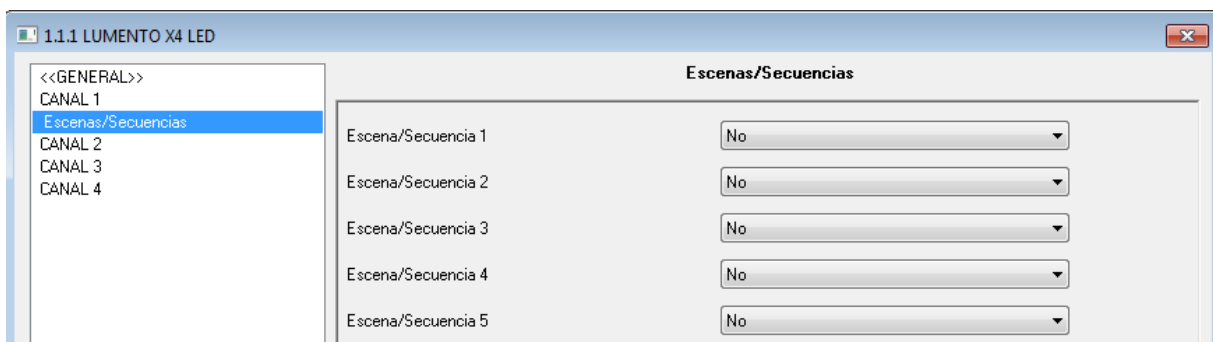 1.1.1 LUMENTO X4 LED
<<GENERAL>>
CANAL 1
Escenas/Secuencias
CANAL 2
CANAL 3
CANAL 4
Escenas/Secuencias
Escena/Secuencia 1 No
Escena/Secuencia 2 No
Escena/Secuencia 3 No
Escena/Secuencia 4 No
Escena/Secuencia 5 No